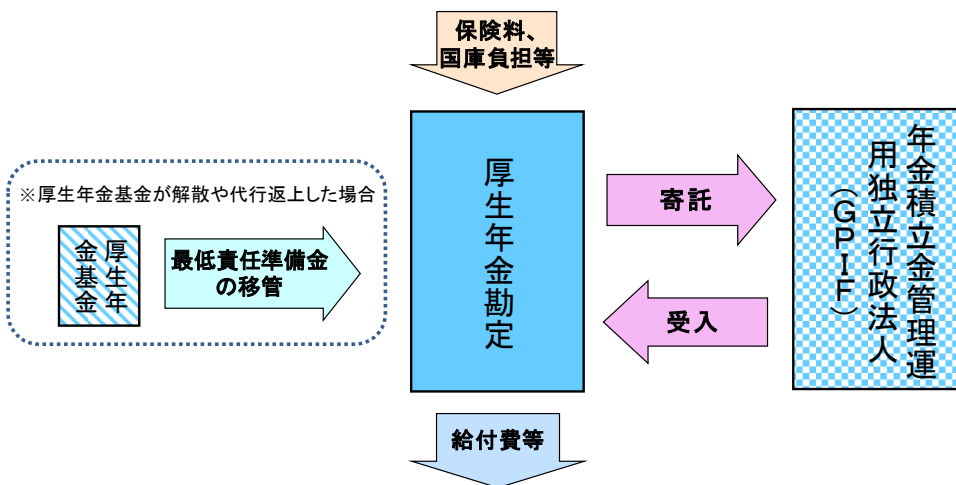 保険料、
国庫負担等
※厚生年金基金が解散や代行返上した場合
厚生年
金基金
最低責任準備金
の移管
厚生年金勘定
寄託
受入
年金積立金管理運
用独立行政法人
（ＧＰＩＦ）
給付費等